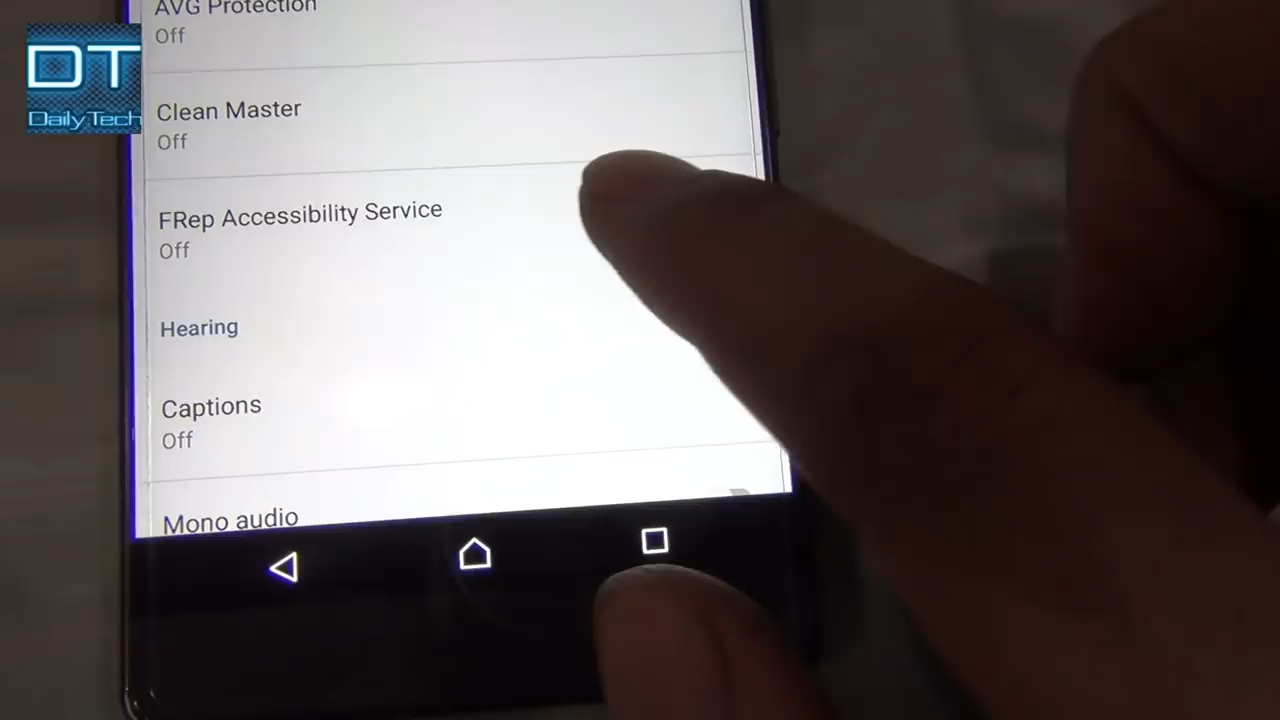 AVG Protection
Off
DT
Daily Tech
Clean Master
Off
FRep Accessibility Service
Off
Hearing
Captions
Off
Mono audio